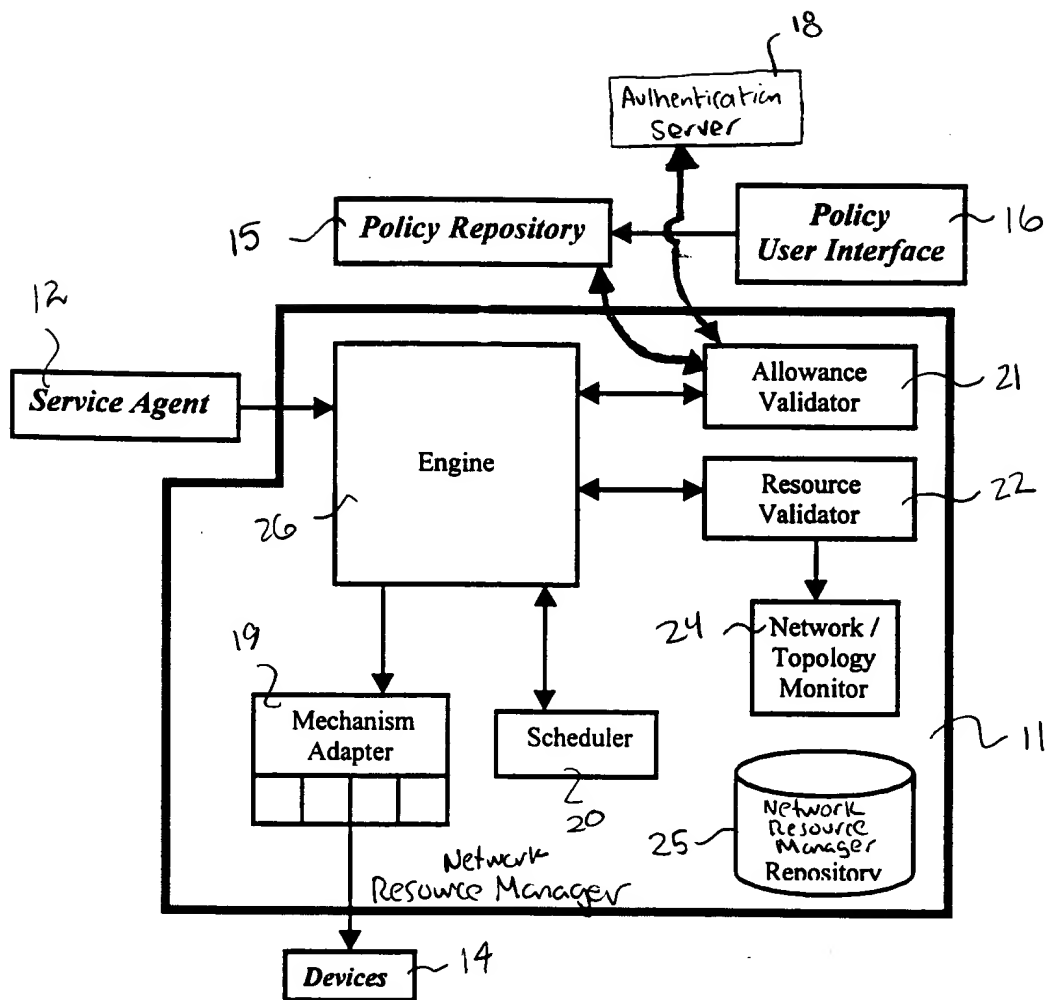 18
Authentication
Server
15
Policy Repository
Policy
User Interface
16
12
Service Agent
Engine
26
Allowance
Validator
21
Resource
Validator
22
24
Network /
Topology
Monitor
19
Mechanism
Adapter
Scheduler
20
11
25
Network
Resource
Manager
Repository
Network
Resource Manager
Devices
14